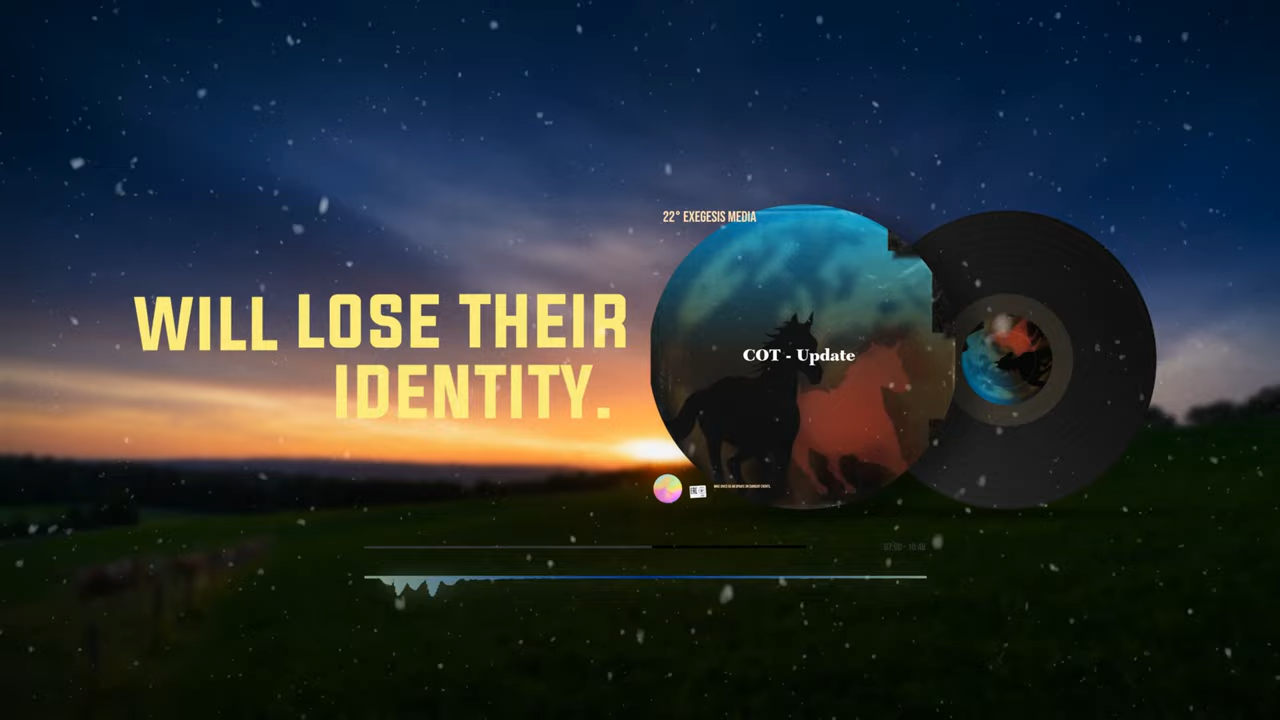 22° EXEGESIS MEDIA
WILL LOSE THEIR
IDENTITY.
COT - Update